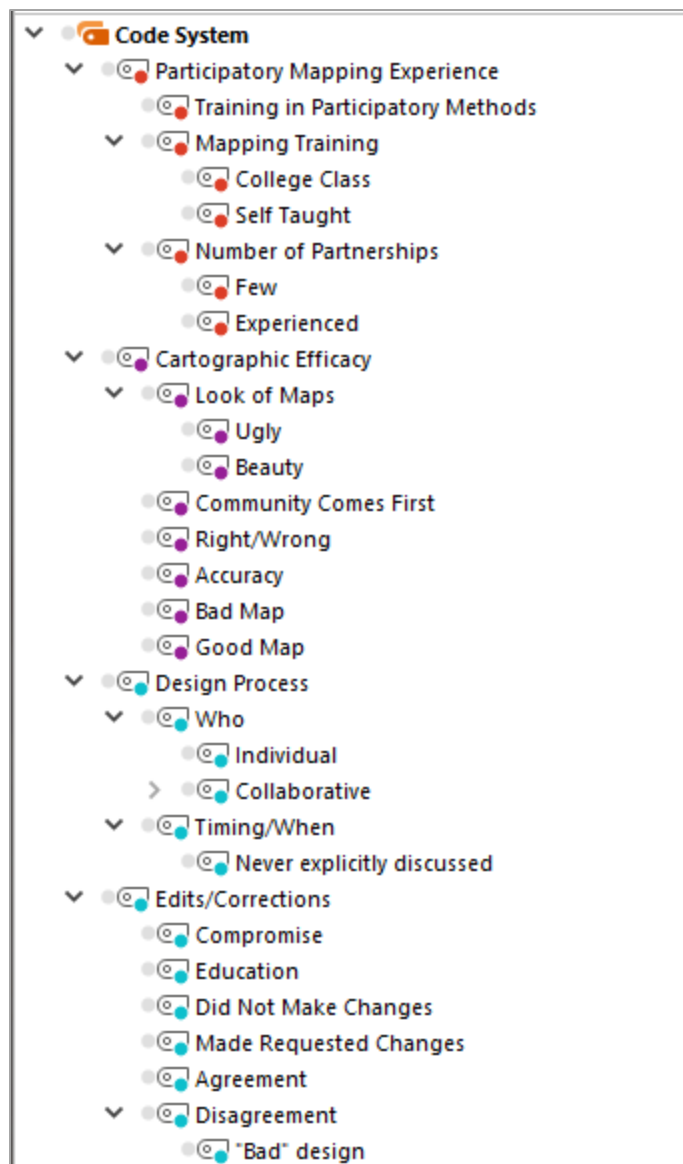 Code System
Participatory Mapping Experience
Training in Participatory Methods
Mapping Training
College Class
Self Taught
Number of Partnerships
Few
Experienced
Cartographic Efficacy
Look of Maps
Ugly
Beauty
Community Comes First
Right/Wrong
Accuracy
Bad Map
Good Map
Design Process
Who
Individual
Collaborative
Timing/When
Never explicitly discussed
Edits/Corrections
Compromise
Education
Did Not Make Changes
Made Requested Changes
Agreement
Disagreement
"Bad" design